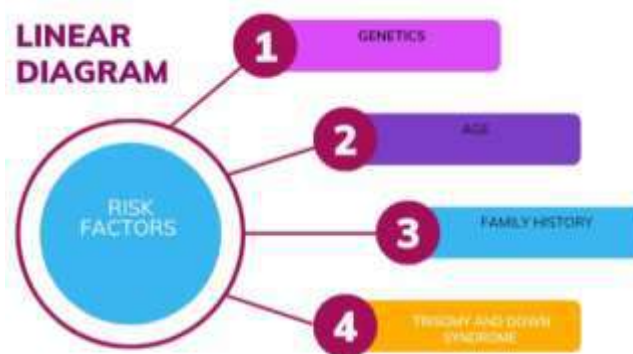 LINEAR
DIAGRAM
1
GENETICS
2
AGE
RISK
FACTORS
3
FAMILY HISTORY
4
TRISOMY AND DOWN
SYNDROME